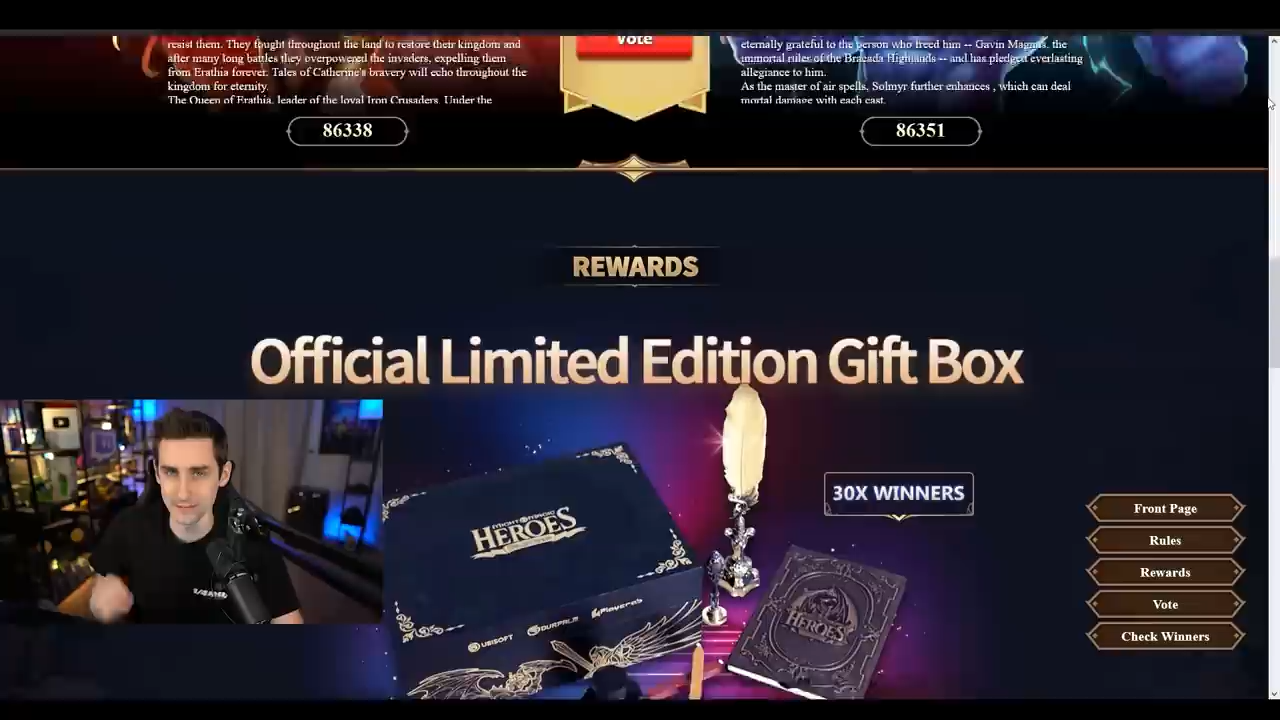 resist them. They fought throughout the land to restore their kingdom and
after many long battles they overpowered the invaders, expelling them
from Erathia forever. Tales of Catherine's bravery will echo throughout the
kingdom for eternity.
The Queen of Erathia, leader of the loyal Iron Crusaders. Under the
86338
Vote
eternally grateful to the person who freed him -- Gavin Magnus, the
immortal ruler of the Bracada Highlands -- and has pledged everlasting
allegiance to him.
As the master of air spells, Solmyr further enhances , which can deal
mortal damage with each cast.
86351
REWARDS
Official Limited Edition Gift Box
30X WINNERS
MIGHT & MAGIC
HEROES
UBISOFT
HEROES
Front Page
Rules
Rewards
Vote
Check Winners